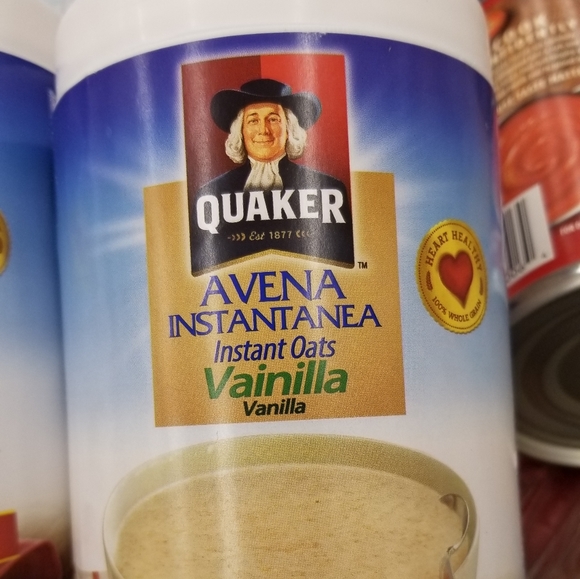 QUAKER
Est 1877
TM
AVENA
INSTANTANEA
Instant Oats
Vainilla
Vanilla
HEART HEALTHY
100% WHOLE GRAIN